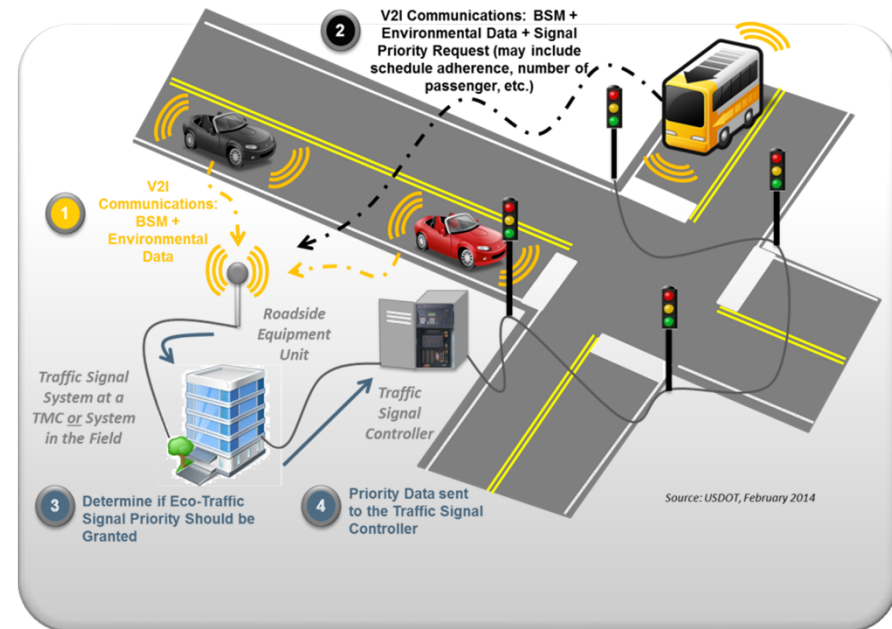 2
V2I Communications: BSM +
Environmental Data + Signal
Priority Request (may include
schedule adherence, number of
passenger, etc.)
1
V2I
Communications:
BSM +
Environmental
Data
Roadside
Equipment
Unit
Traffic Signal
System at a
TMC or System
in the Field
Traffic
Signal
Controller
3
Determine if Eco-Traffic
Signal Priority Should be
Granted
4
Priority Data sent
to the Traffic Signal
Controller
Source: USDOT, February 2014